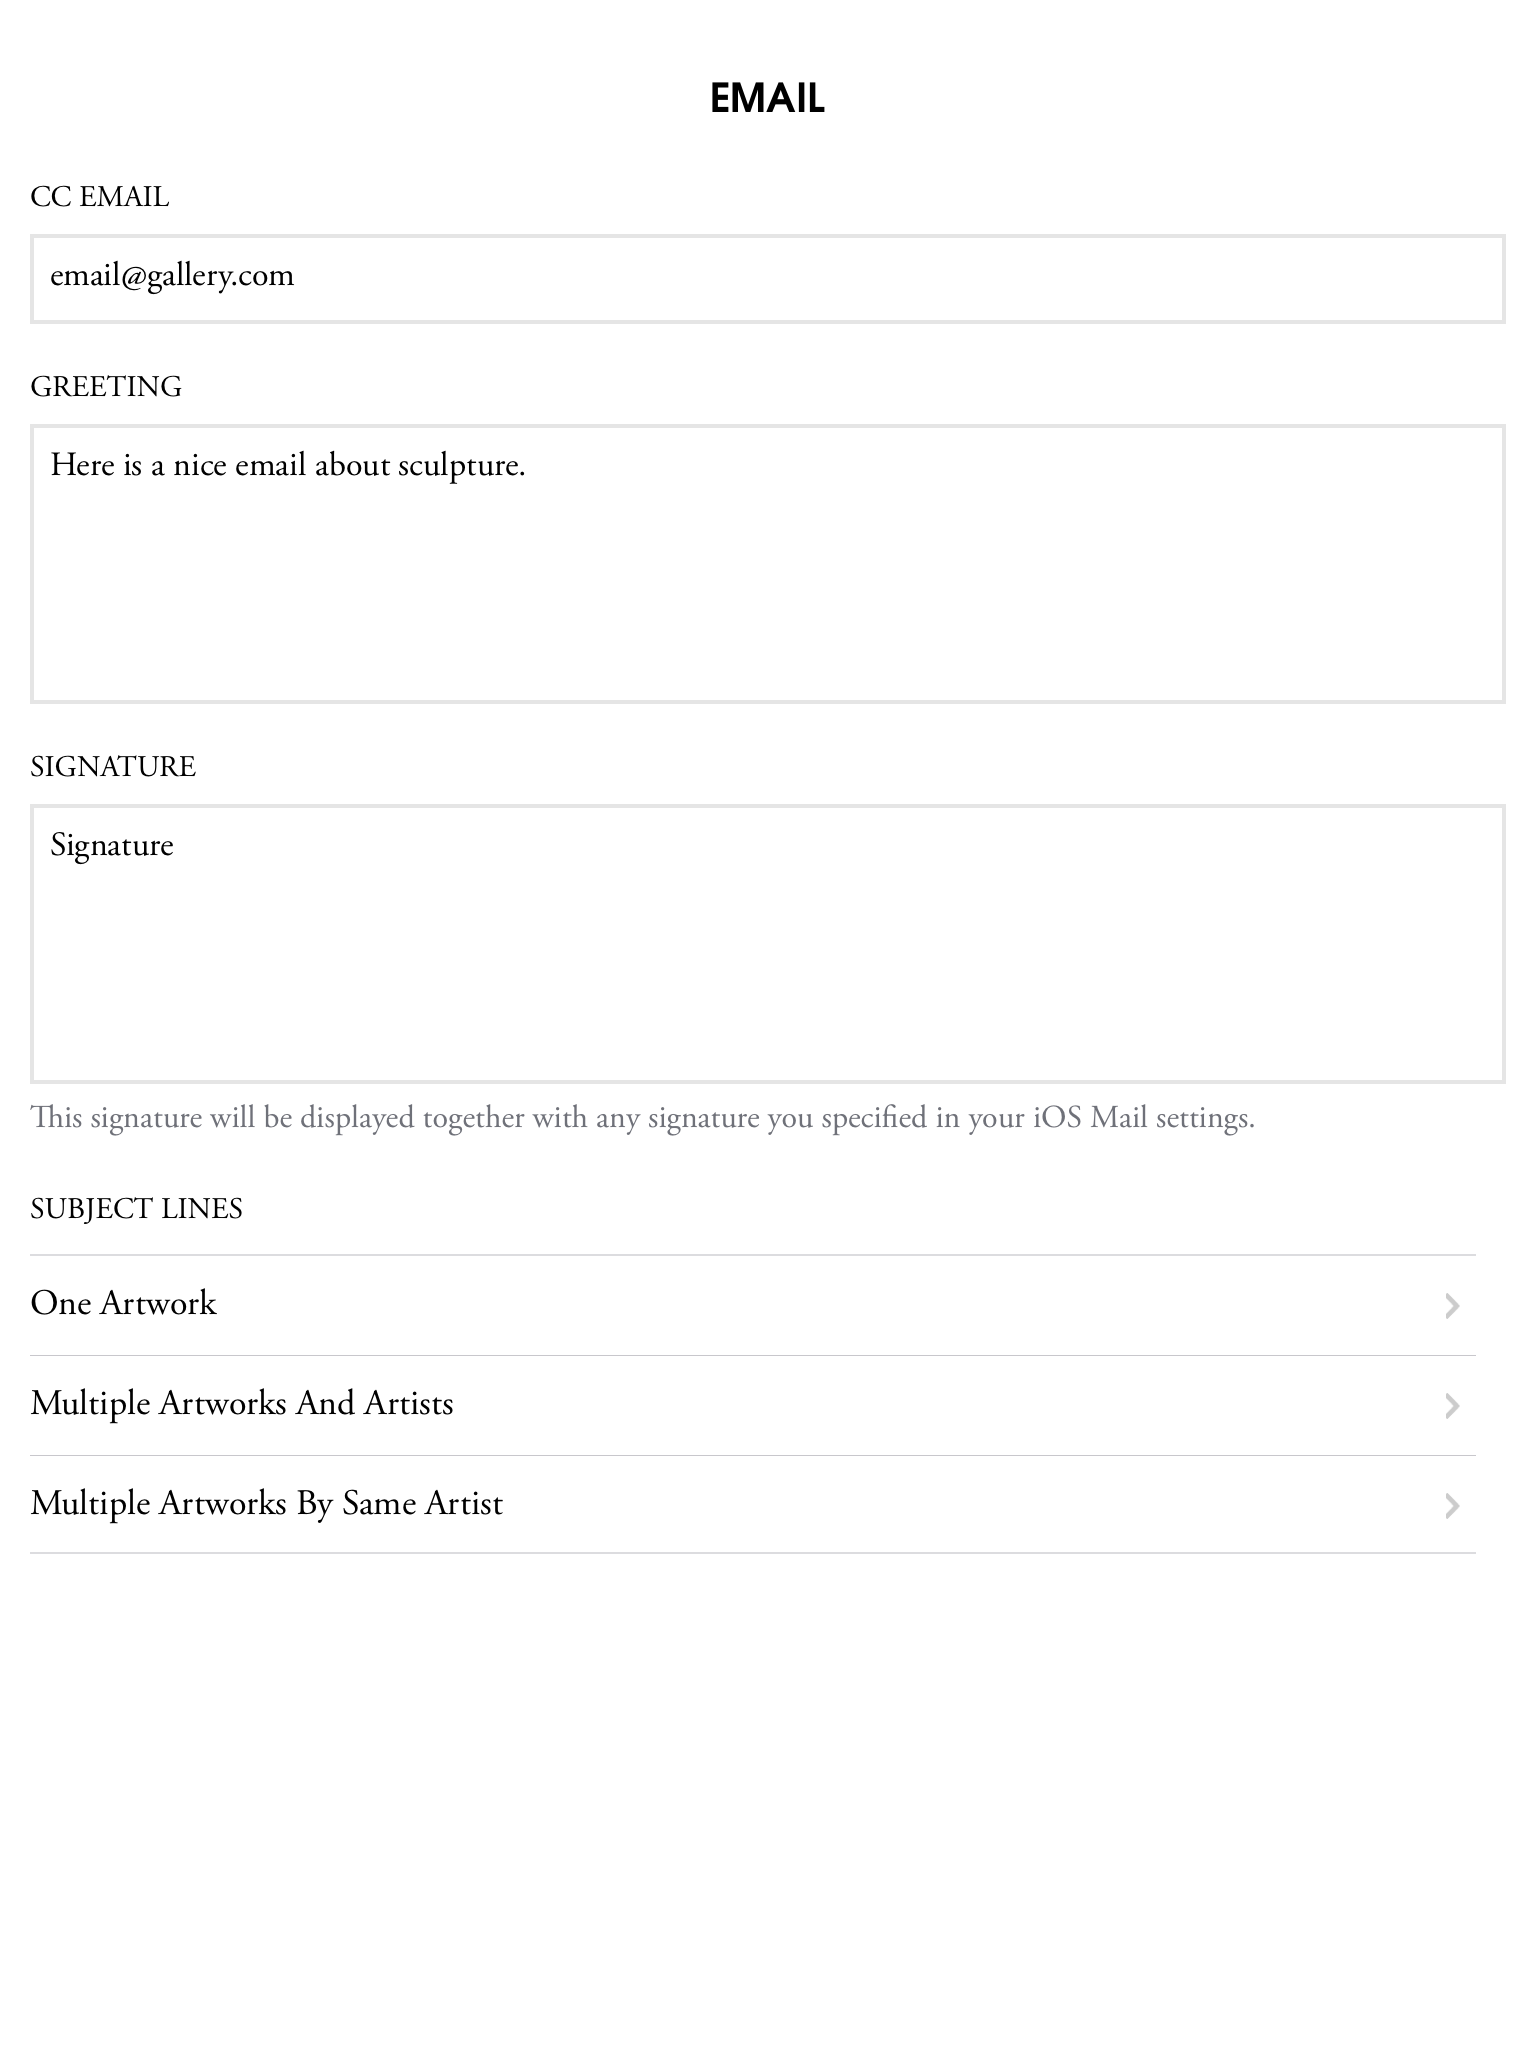 EMAIL
CC EMAIL
email@gallery.com
GREETING
Here is a nice email about sculpture.
SIGNATURE
Signature
This signature will be displayed together with any signature you specified in your iOS Mail settings.
SUBJECT LINES
One Artwork
Multiple Artworks And Artists
Multiple Artworks By Same Artist